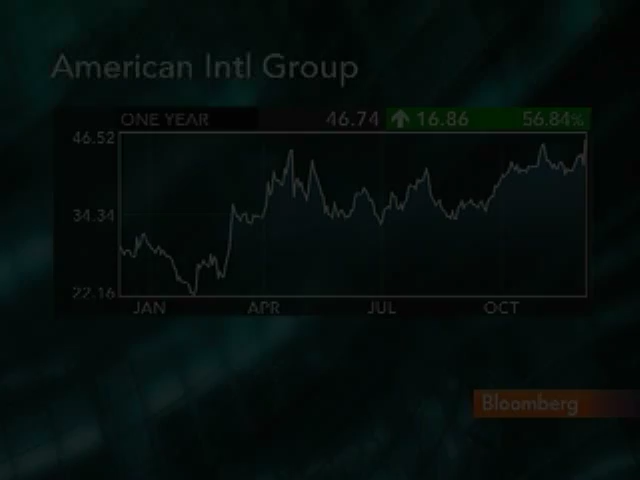 American Intl Group
ONE YEAR 46.74 16.86 56.84%
46.52
34.34
22.16
JAN APR JUL OCT
Bloomberg